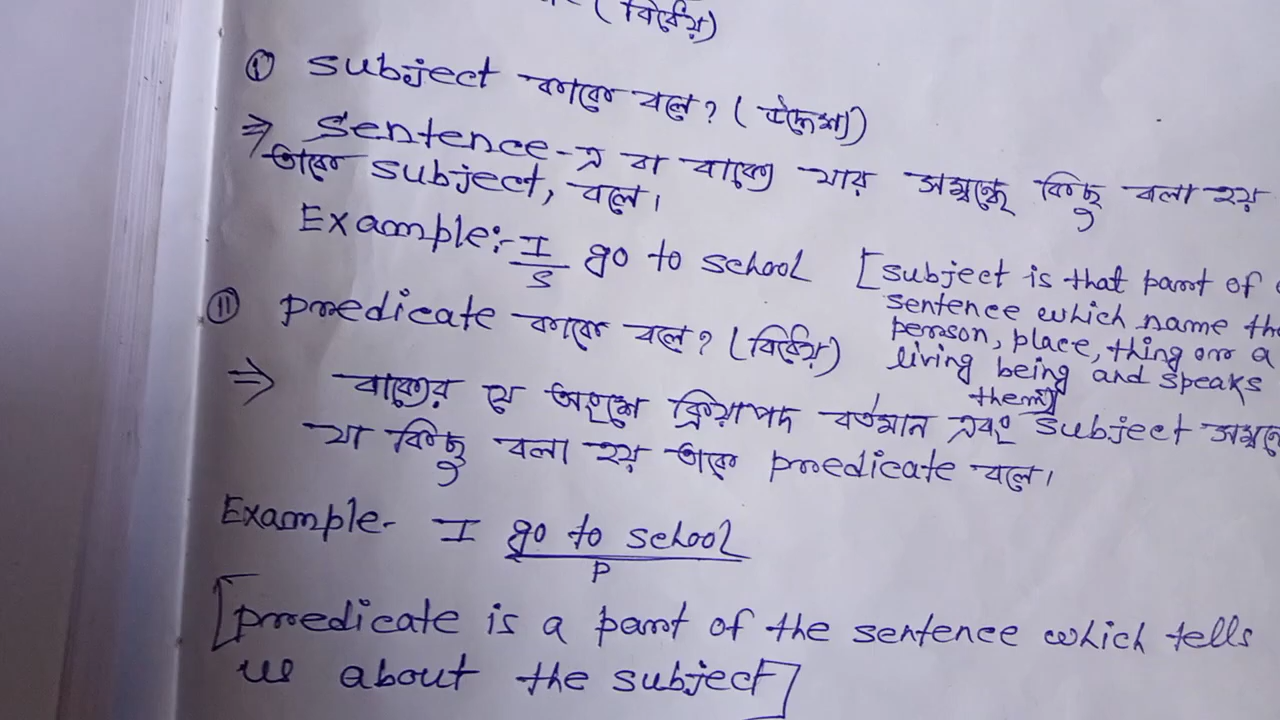 (বিধেয়)
(i) subject কাকে বলে? (উদ্দেশ্য)
⇒ Sentence-এ বা বাক্যে যার সম্বন্ধে কিছু বলা হয়
তাকে subject, বলে।
Example:- I go to school
S
[subject is that part of
sentence which name the
person, place, thing or a
living being and speaks
them]
(ii) predicate কাকে বলে? (বিধেয়)
⇒ বাক্যের যে অংশে ক্রিয়াপদ বর্তমান এবং subject সম্বন্ধে
যা কিছু বলা হয় তাকে predicate বলে।
Example- I go to school
P
[predicate is a part of the sentence which tells
us about the subject]